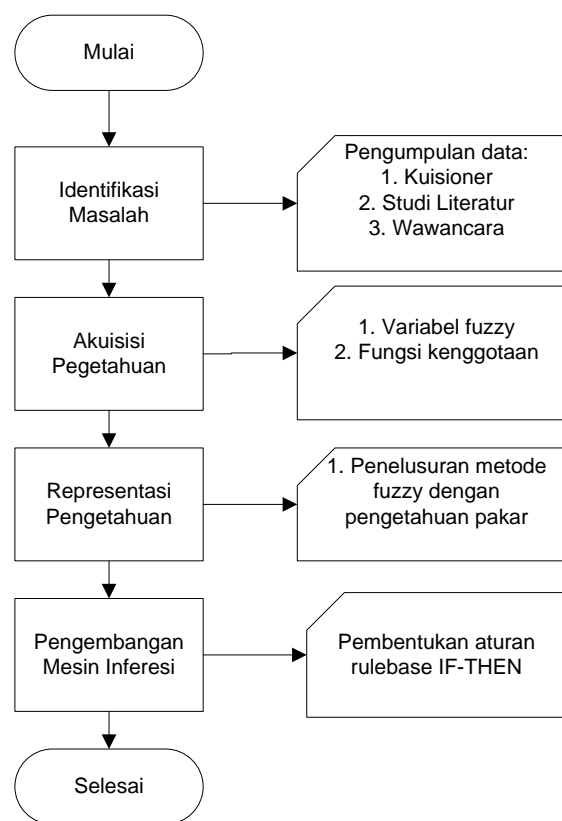 Mulai
Identifikasi
Masalah
Pengumpulan data:
1. Kuisioner
2. Studi Literatur
3. Wawancara
Akuisisi
Pegetahuan
1. Variabel fuzzy
2. Fungsi kenggotaan
Representasi
Pengetahuan
1. Penelusuran metode
fuzzy dengan
pengetahuan pakar
Pengembangan
Mesin Inferesi
Pembentukan aturan
rulebase IF-THEN
Selesai